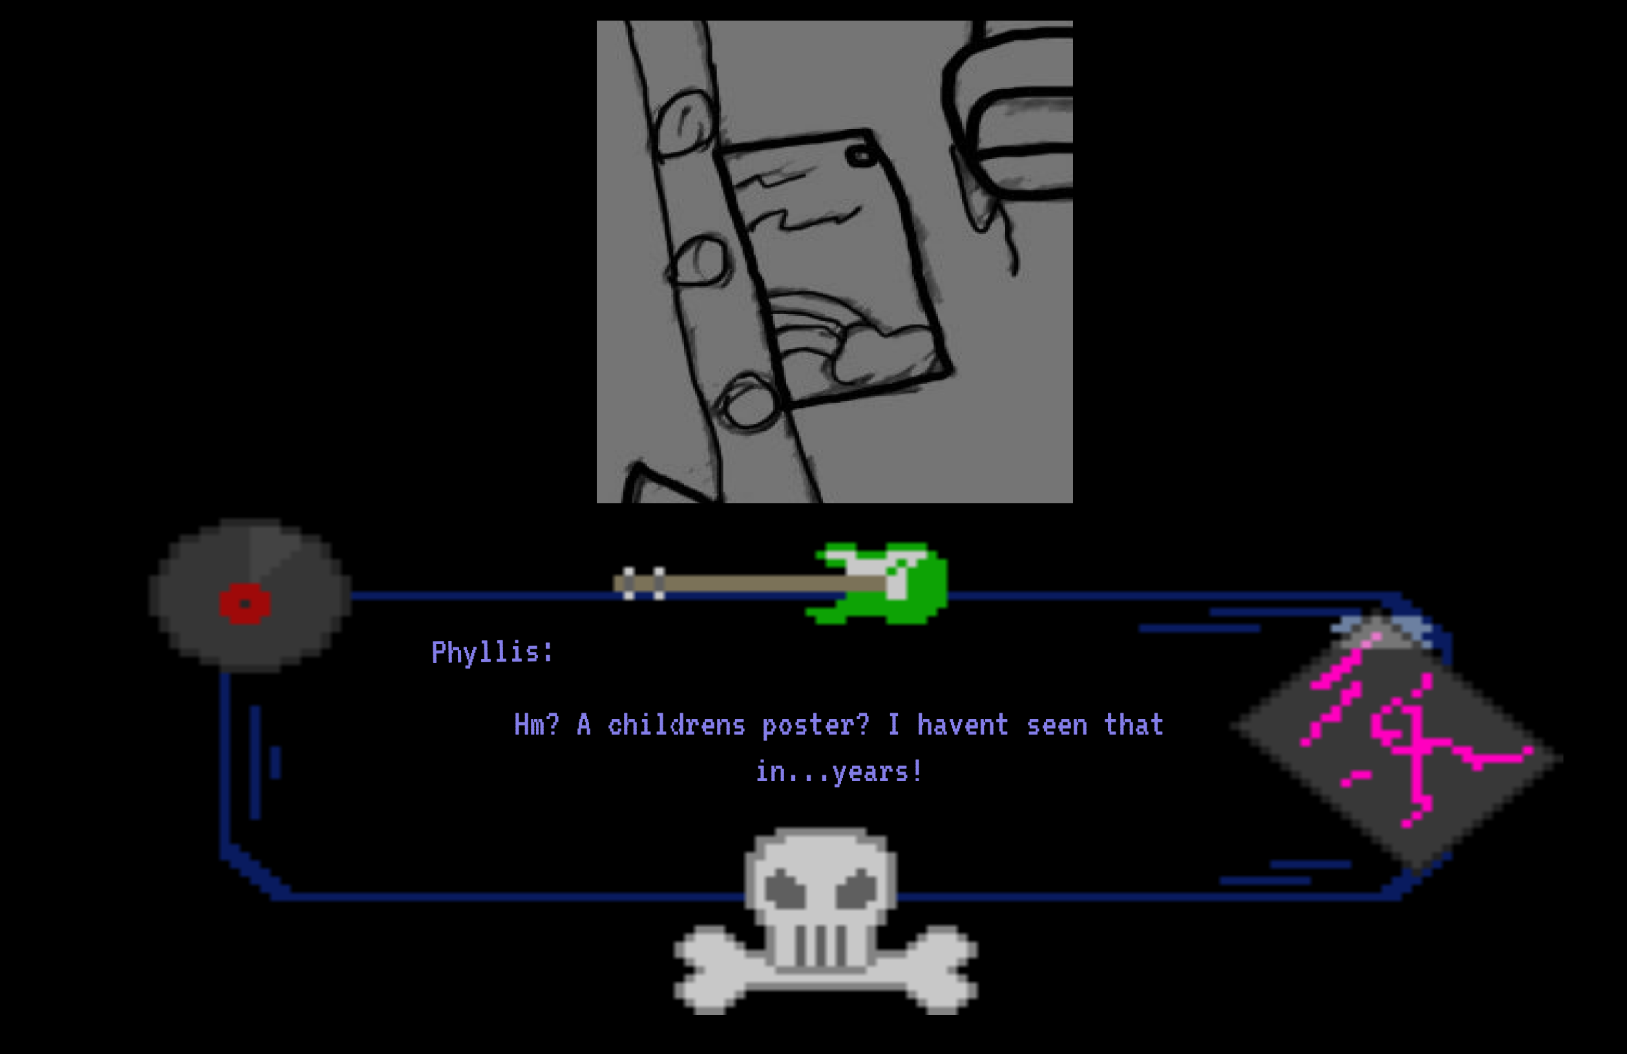 Phyllis:
Hm? A childrens poster? I havent seen that
in...years!